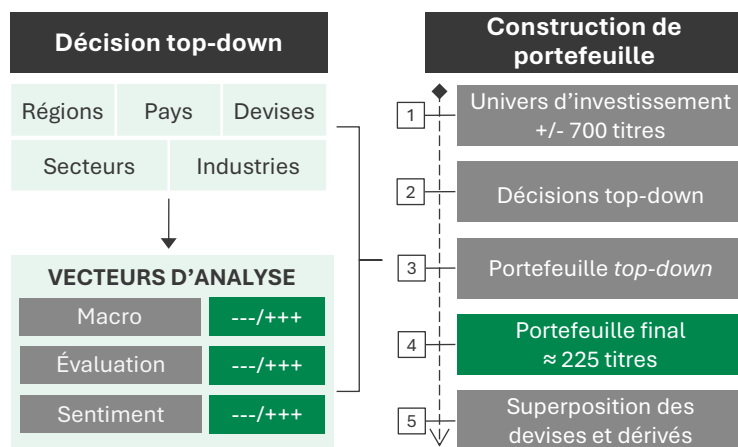 Décision top-down
Régions
Pays
Devises
Secteurs
Industries
VECTEURS D’ANALYSE
Macro
---/+++
Évaluation
---/+++
Sentiment
---/+++
Construction de
portefeuille
1
Univers d’investissement
+/- 700 titres
2
Décisions top-down
3
Portefeuille top-down
4
Portefeuille final
≈ 225 titres
5
Superposition des
devises et dérivés